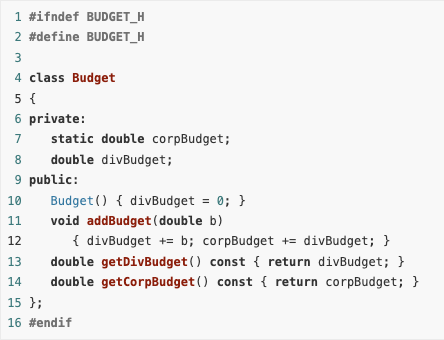 1 #ifndef BUDGET_H
2 #define BUDGET_H
3
4 class Budget
5 {
6 private:
7    static double corpBudget;
8    double divBudget;
9 public:
10    Budget() { divBudget = 0; }
11    void addBudget(double b)
12       { divBudget += b; corpBudget += divBudget; }
13    double getDivBudget() const { return divBudget; }
14    double getCorpBudget() const { return corpBudget; }
15 };
16 #endif